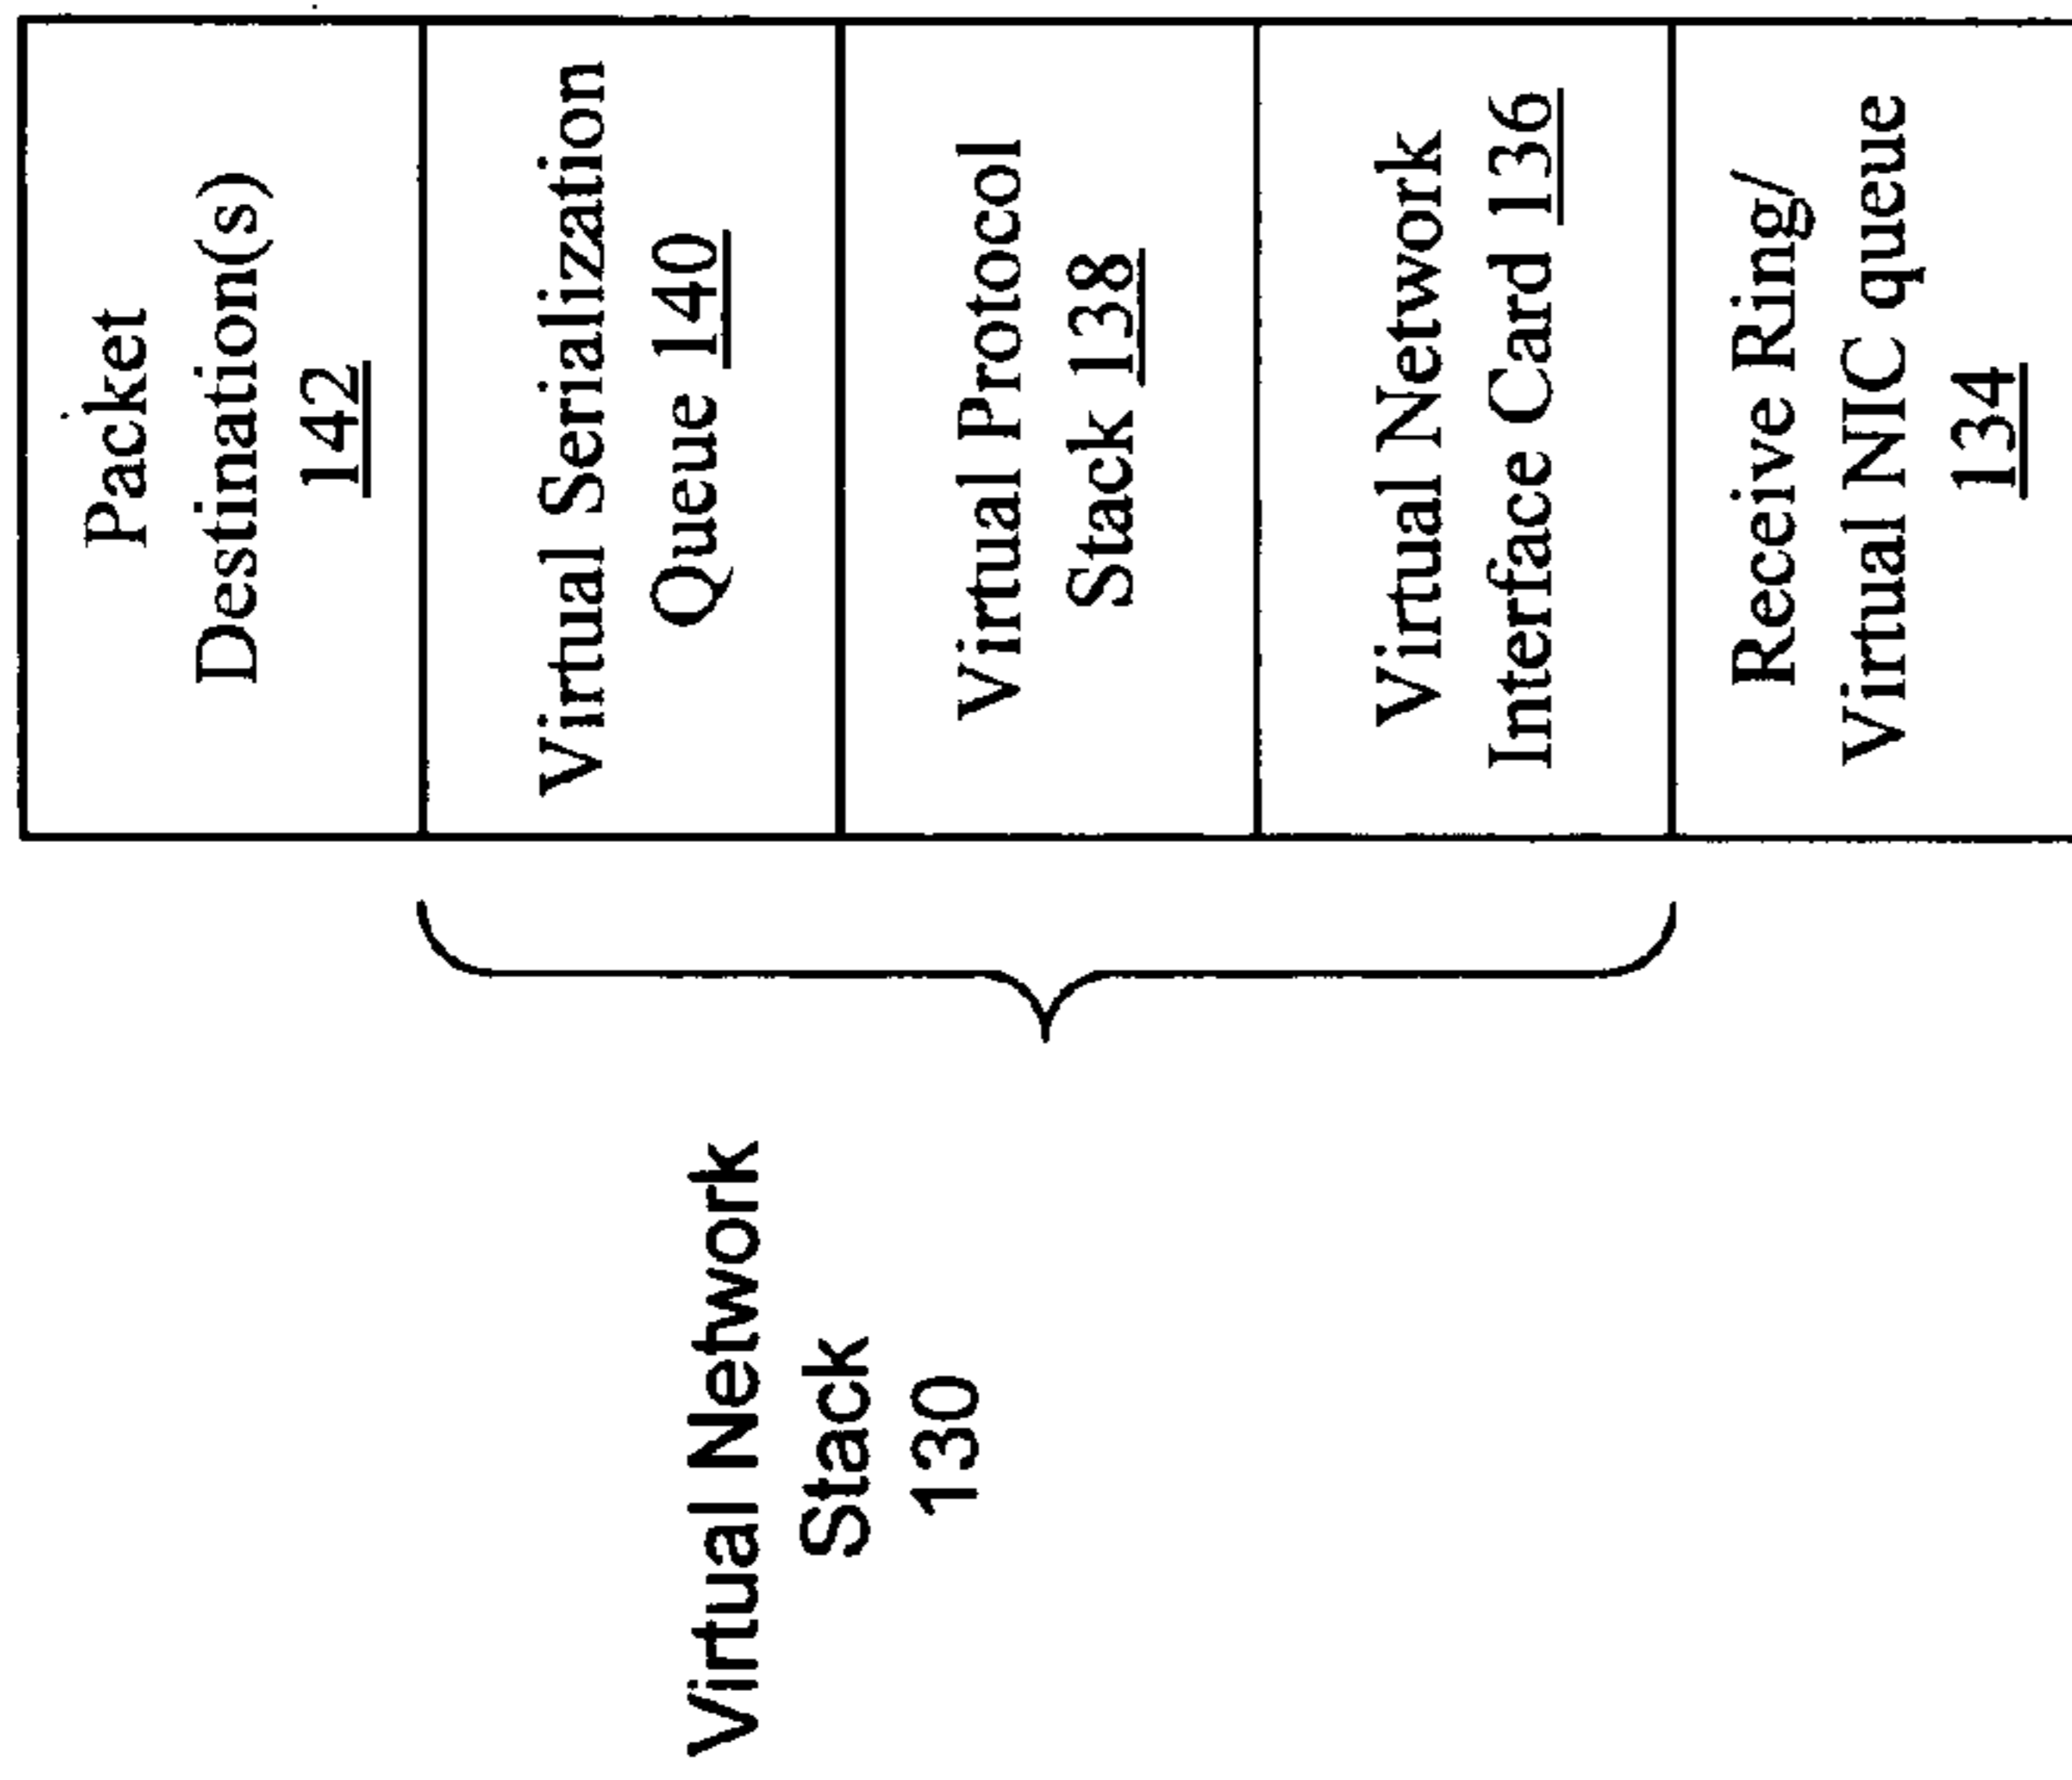 Virtual Network
Stack
130
Packet
Destination(s)
142
Virtual Serialization
Queue 140
Virtual Protocol
Stack 138
Virtual Network
Interface Card 136
Receive Ring/
Virtual NIC queue
134